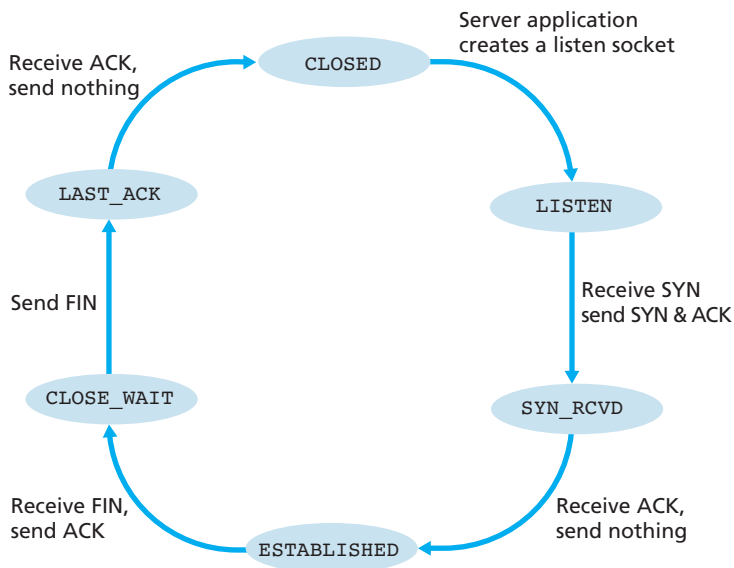 Server application
creates a listen socket
Receive ACK,
send nothing
CLOSED
LAST_ACK
LISTEN
Send FIN
Receive SYN
send SYN & ACK
CLOSE_WAIT
SYN_RCVD
Receive FIN,
send ACK
Receive ACK,
send nothing
ESTABLISHED